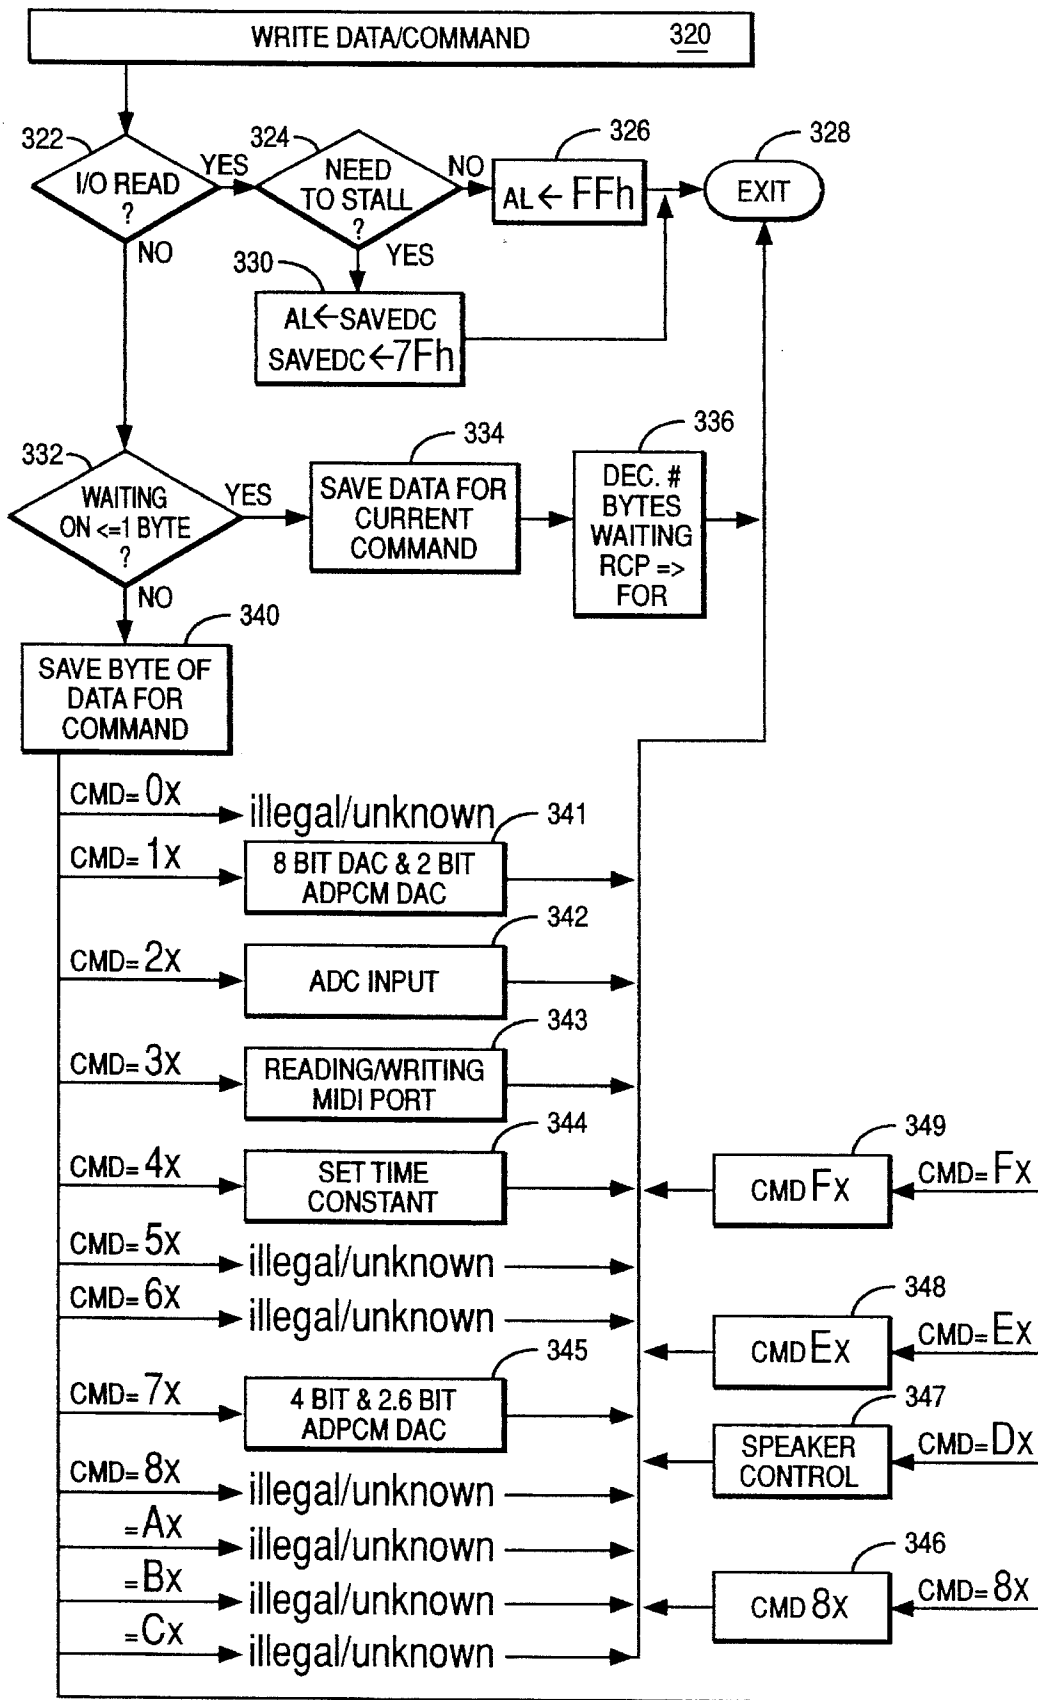 WRITE DATA/COMMAND 320
322
I/O READ
?
YES
NO
324
NEED
TO STALL
?
NO
YES
326
AL ← FFh
328
EXIT
330
AL←SAVEDC
SAVEDC←7Fh
332
WAITING
ON <=1 BYTE
?
YES
NO
334
SAVE DATA FOR
CURRENT
COMMAND
336
DEC. #
BYTES
WAITING
RCP =>
FOR
340
SAVE BYTE OF
DATA FOR
COMMAND
CMD= 0x
illegal/unknown
CMD= 1x
341
8 BIT DAC & 2 BIT
ADPCM DAC
CMD= 2x
342
ADC INPUT
CMD= 3x
343
READING/WRITING
MIDI PORT
CMD= 4x
344
SET TIME
CONSTANT
CMD= 5x
illegal/unknown
CMD= 6x
illegal/unknown
CMD= 7x
345
4 BIT & 2.6 BIT
ADPCM DAC
CMD= 8x
illegal/unknown
=Ax
illegal/unknown
=Bx
illegal/unknown
=Cx
illegal/unknown
349
CMD Fx
CMD= Fx
348
CMD Ex
CMD= Ex
347
SPEAKER
CONTROL
CMD= Dx
346
CMD 8x
CMD= 8x